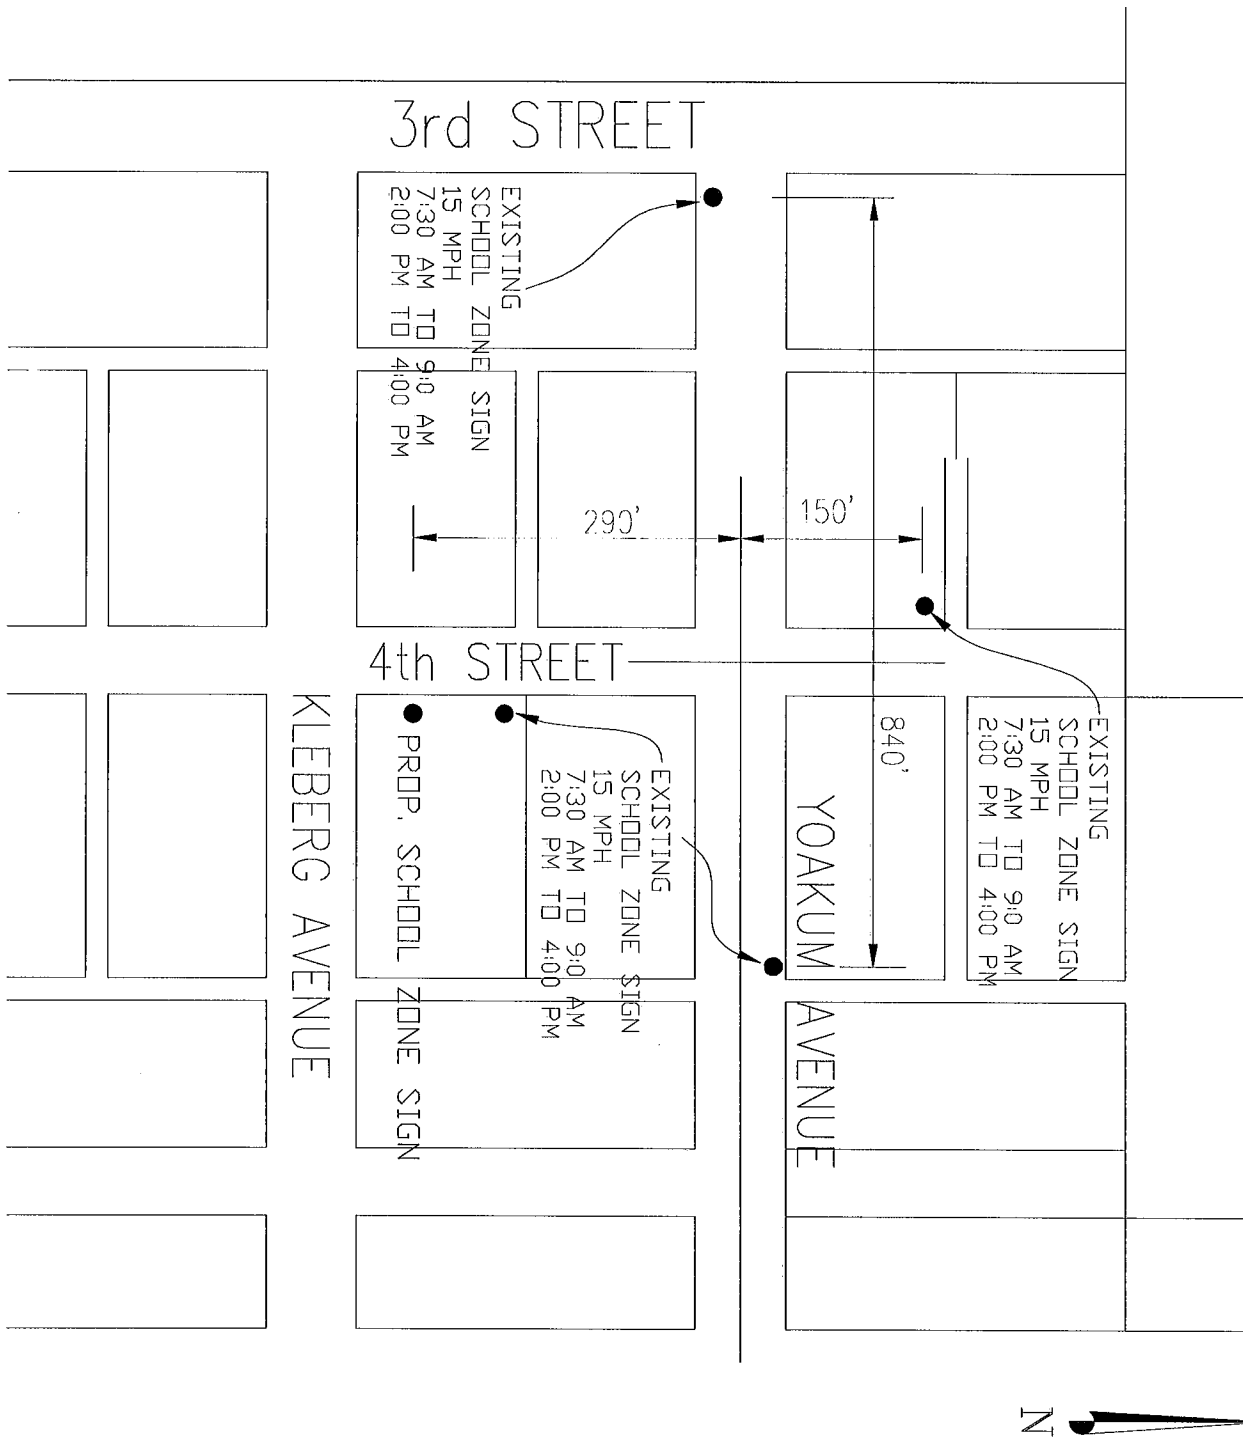 3rd STREET
EXISTING
SCHOOL ZONE SIGN
15 MPH
7:30 AM TO 9:0 AM
2:00 PM TO 4:00 PM
290'
150'
4th STREET
840'
EXISTING
SCHOOL ZONE SIGN
15 MPH
7:30 AM TO 9:0 AM
2:00 PM TO 4:00 PM
EXISTING
SCHOOL ZONE SIGN
15 MPH
7:30 AM TO 9:0 AM
2:00 PM TO 4:00 PM
PROP. SCHOOL ZONE SIGN
KLEBERG AVENUE
YOAKUM AVENUE
N